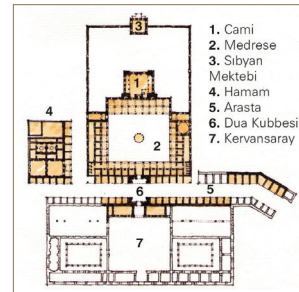 1. Cami
2. Medrese
3. Sıbyan
Mektebi
4. Hamam
5. Arasta
6. Dua Kubbesi
7. Kervansaray
3
1
4
2
6
5
7